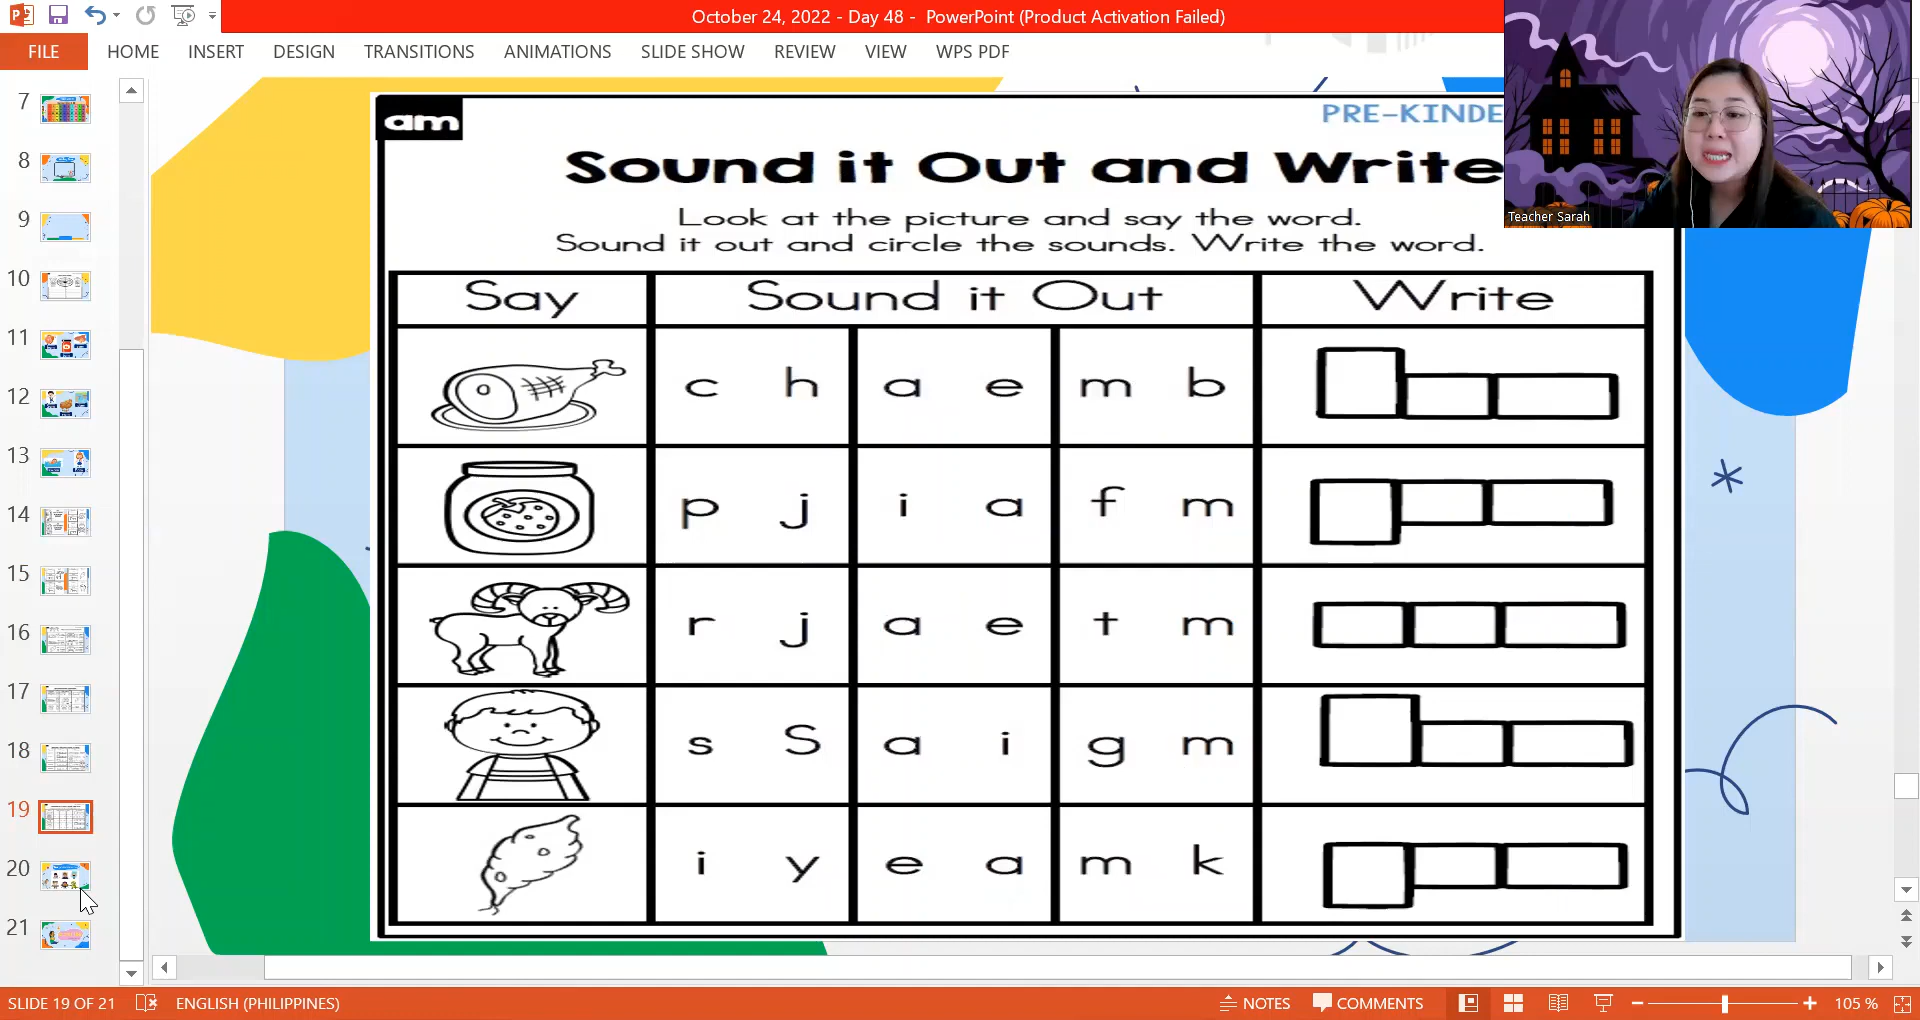 October 24, 2022 - Day 48 - PowerPoint (Product Activation Failed)
FILE HOME INSERT DESIGN TRANSITIONS ANIMATIONS SLIDE SHOW REVIEW VIEW WPS PDF
Teacher Sarah
7
8
9
10
11
12
13
14
15
16
17
18
19
20
21
am
PRE-KINDE
Sound it Out and Write
Look at the picture and say the word.
Sound it out and circle the sounds. Write the word.
Say Sound it Out Write
c h a e m b
p j i a f m
r j a e t m
s S a i g m
i y e a m k
SLIDE 19 OF 21 ENGLISH (PHILIPPINES) NOTES COMMENTS 105 %